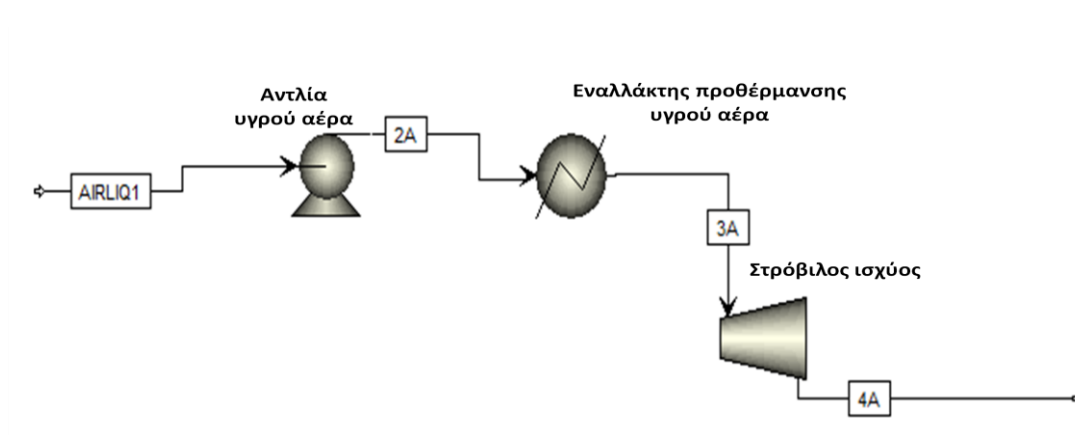 Αντλία
υγρού αέρα
Εναλλάκτης προθέρμανσης
υγρού αέρα
2A
AIRLIQ1
3A
Στρόβιλος ισχύος
4A